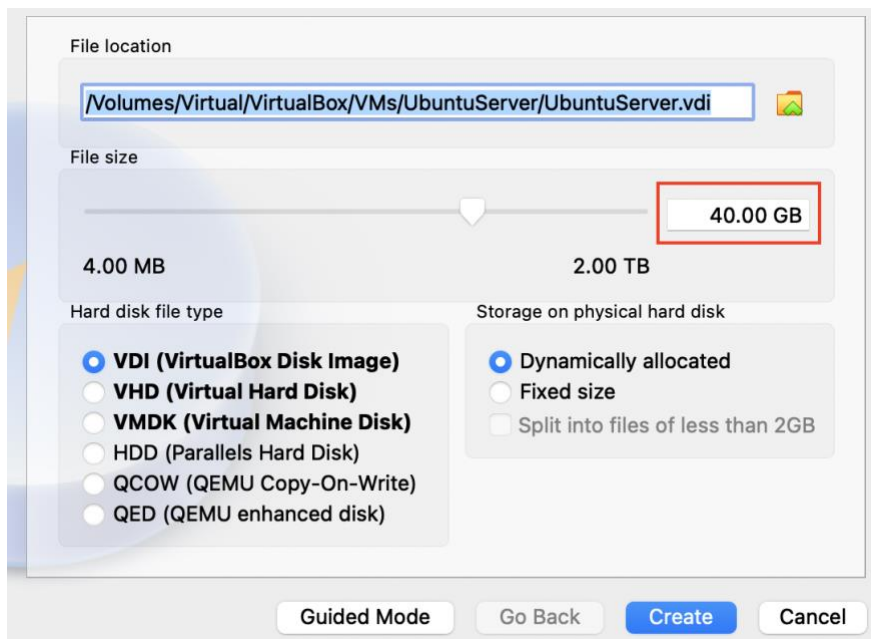 File location
/Volumes/Virtual/VirtualBox/VMs/UbuntuServer/UbuntuServer.vdi
File size
40.00 GB
4.00 MB 2.00 TB
Hard disk file type
VDI (VirtualBox Disk Image)
VHD (Virtual Hard Disk)
VMDK (Virtual Machine Disk)
HDD (Parallels Hard Disk)
QCOW (QEMU Copy-On-Write)
QED (QEMU enhanced disk)
Storage on physical hard disk
Dynamically allocated
Fixed size
Split into files of less than 2GB
Guided Mode Go Back Create Cancel